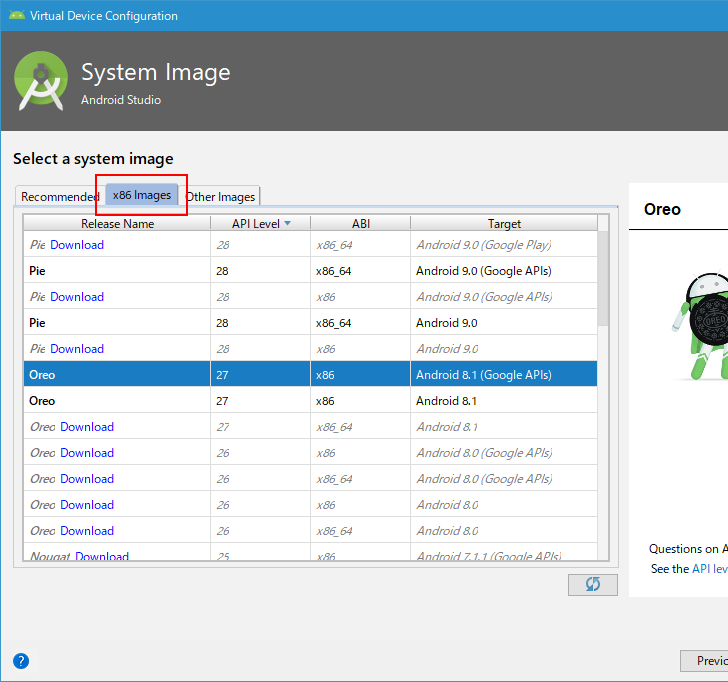 Virtual Device Configuration
System Image
Android Studio
Select a system image
Recommended x86 Images Other Images
Release Name API Level ABI Target
Pie Download 28 x86_64 Android 9.0 (Google Play)
Pie 28 x86_64 Android 9.0 (Google APIs)
Pie Download 28 x86 Android 9.0 (Google APIs)
Pie 28 x86_64 Android 9.0
Pie Download 28 x86 Android 9.0
Oreo 27 x86 Android 8.1 (Google APIs)
Oreo 27 x86 Android 8.1
Oreo Download 27 x86_64 Android 8.1
Oreo Download 26 x86 Android 8.0 (Google APIs)
Oreo Download 26 x86_64 Android 8.0 (Google APIs)
Oreo Download 26 x86 Android 8.0
Oreo Download 26 x86_64 Android 8.0
Nougat Download 25 x86 Android 7.1.1 (Google APIs)
Oreo
OREO
Questions on A
See the API lev
?
Previo